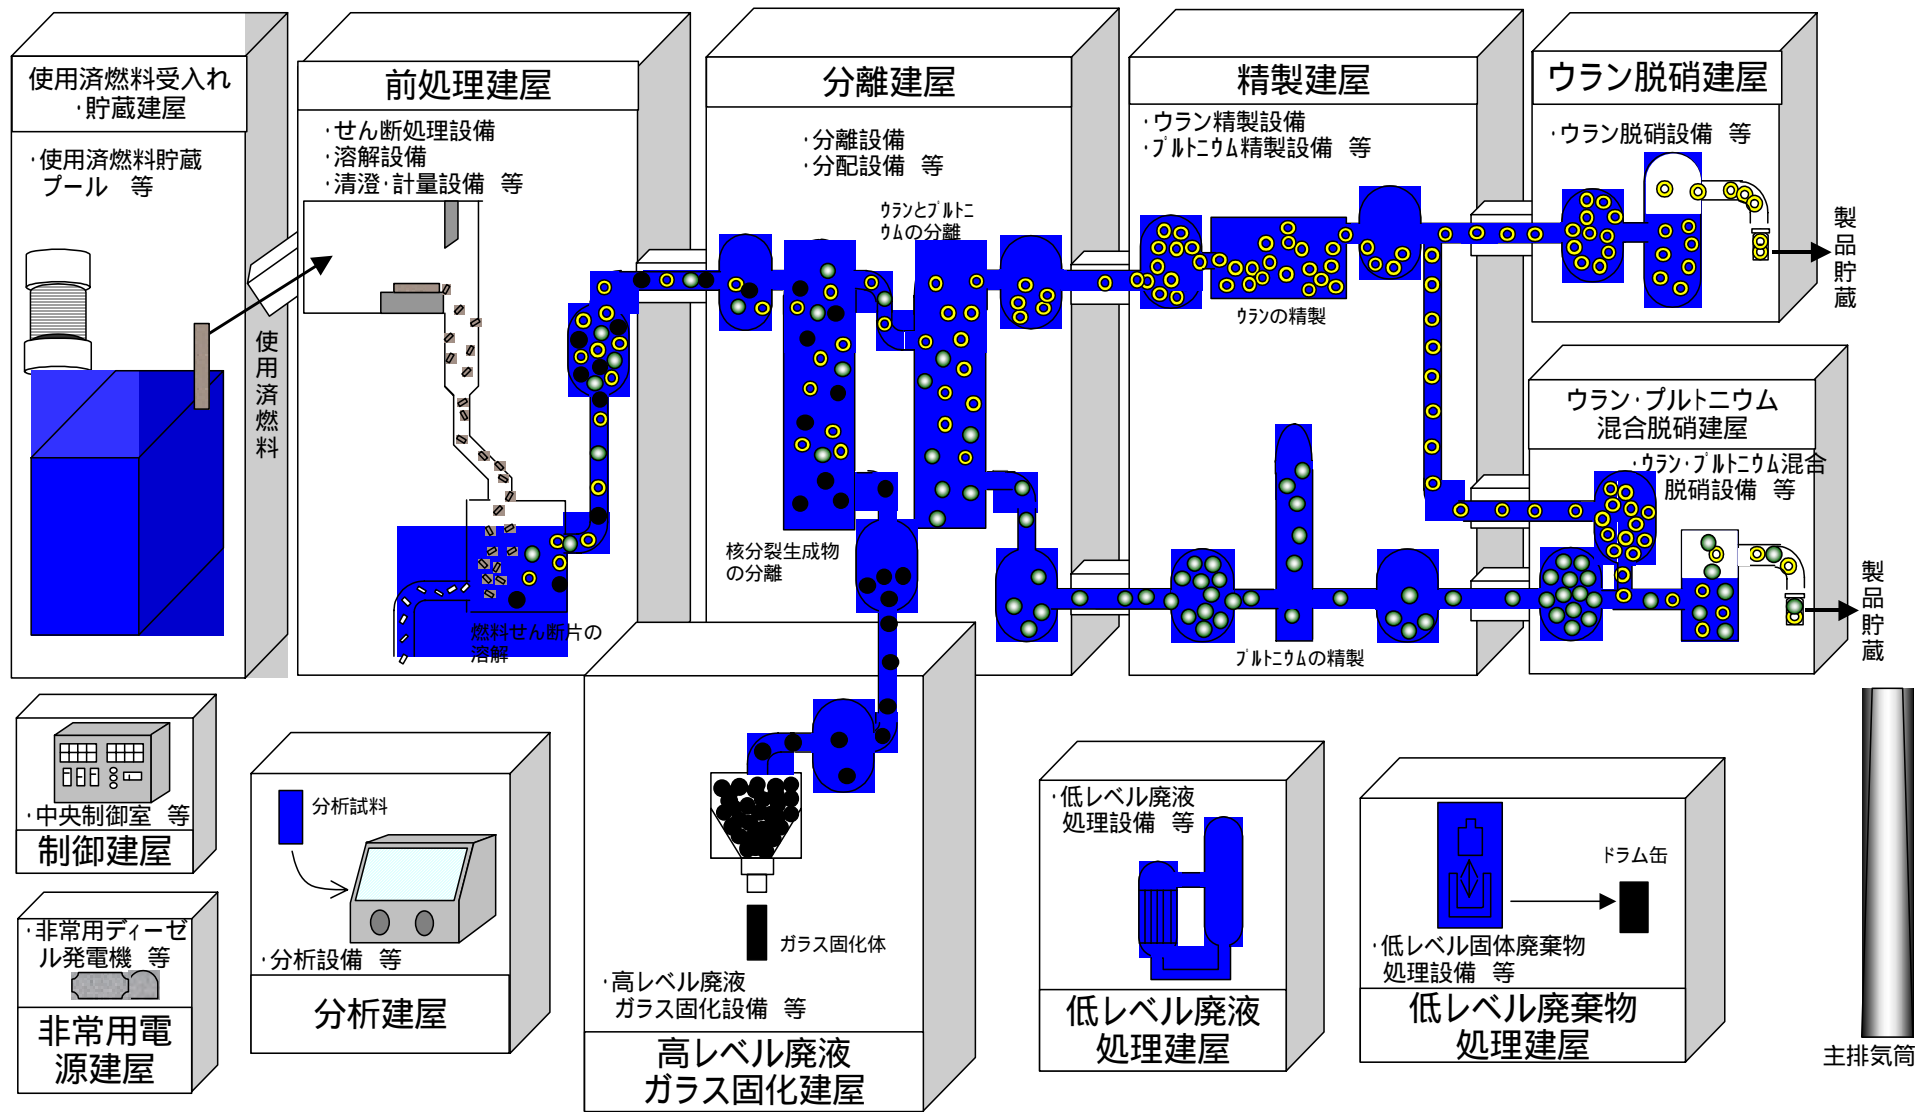 使用済燃料受入れ
・貯蔵建屋
・使用済燃料貯蔵
プール 等
使用済燃料
前処理建屋
・せん断処理設備
・溶解設備
・清澄・計量設備 等
燃料せん断片の
溶解
分離建屋
・分離設備
・分配設備 等
ウランとプルトニ
ウムの分離
核分裂生成物
の分離
精製建屋
・ウラン精製設備
・プルトニウム精製設備 等
ウランの精製
プルトニウムの精製
ウラン脱硝建屋
・ウラン脱硝設備 等
製品貯蔵
ウラン・プルトニウム
混合脱硝建屋
・ウラン・プルトニウム混合
脱硝設備 等
製品貯蔵
・中央制御室 等
制御建屋
・非常用ディーゼ
ル発電機 等
非常用電
源建屋
分析試料
・分析設備 等
分析建屋
ガラス固化体
・高レベル廃液
ガラス固化設備 等
高レベル廃液
ガラス固化建屋
・低レベル廃液
処理設備 等
低レベル廃液
処理建屋
ドラム缶
・低レベル固体廃棄物
処理設備 等
低レベル廃棄物
処理建屋
主排気筒